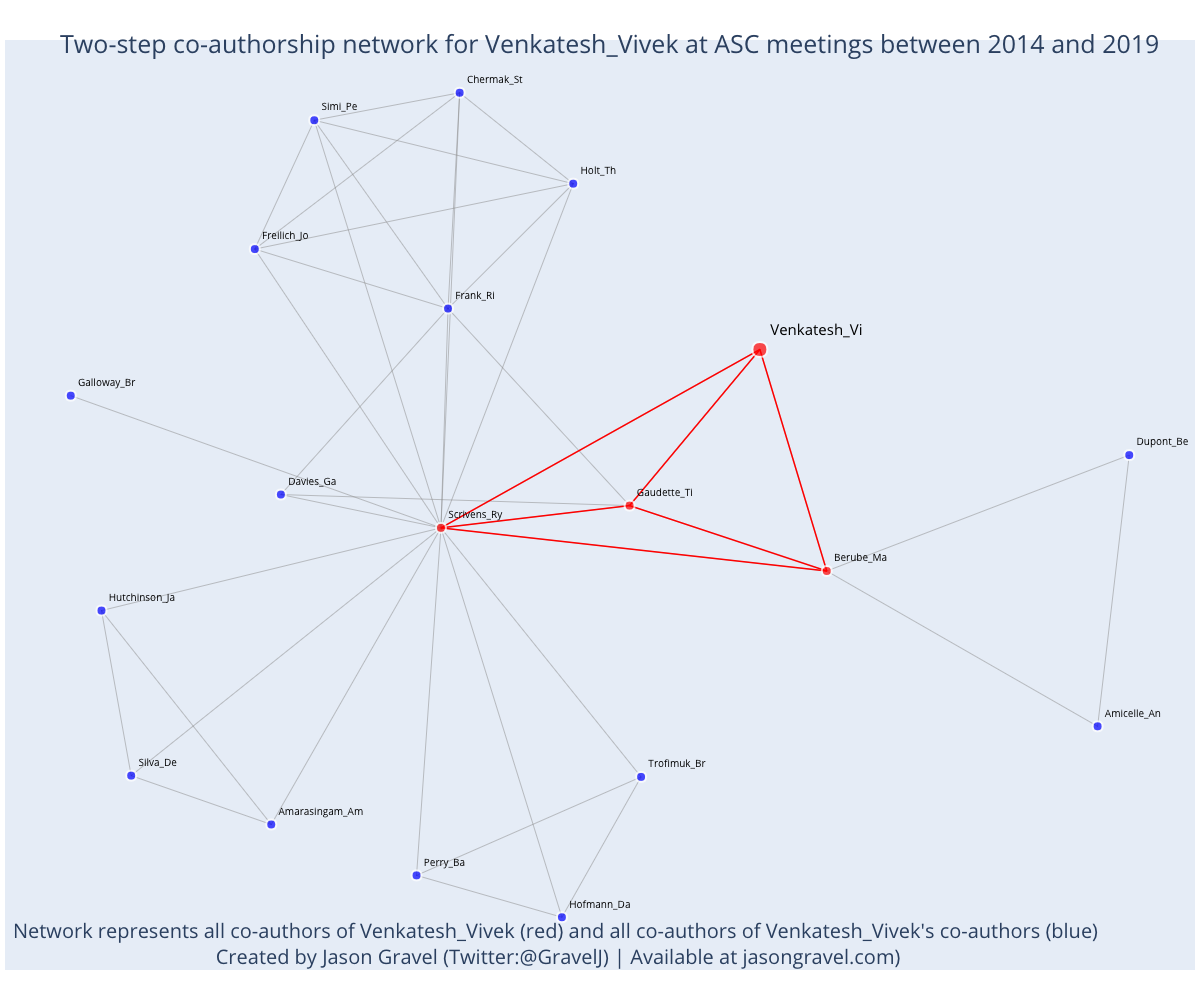 Two-step co-authorship network for Venkatesh_Vivek at ASC meetings between 2014 and 2019
Chermak_St
Simi_Pe
Holt_Th
Freilich_Jo
Frank_Ri
Venkatesh_Vi
Galloway_Br
Dupont_Be
Davies_Ga
Gaudette_Ti
Scrivens_Ry
Berube_Ma
Hutchinson_Ja
Amicelle_An
Silva_De
Trofimuk_Br
Amarasingam_Am
Perry_Ba
Hofmann_Da
Network represents all co-authors of Venkatesh_Vivek (red) and all co-authors of Venkatesh_Vivek's co-authors (blue)
Created by Jason Gravel (Twitter:@GravelJ) | Available at jasongravel.com)